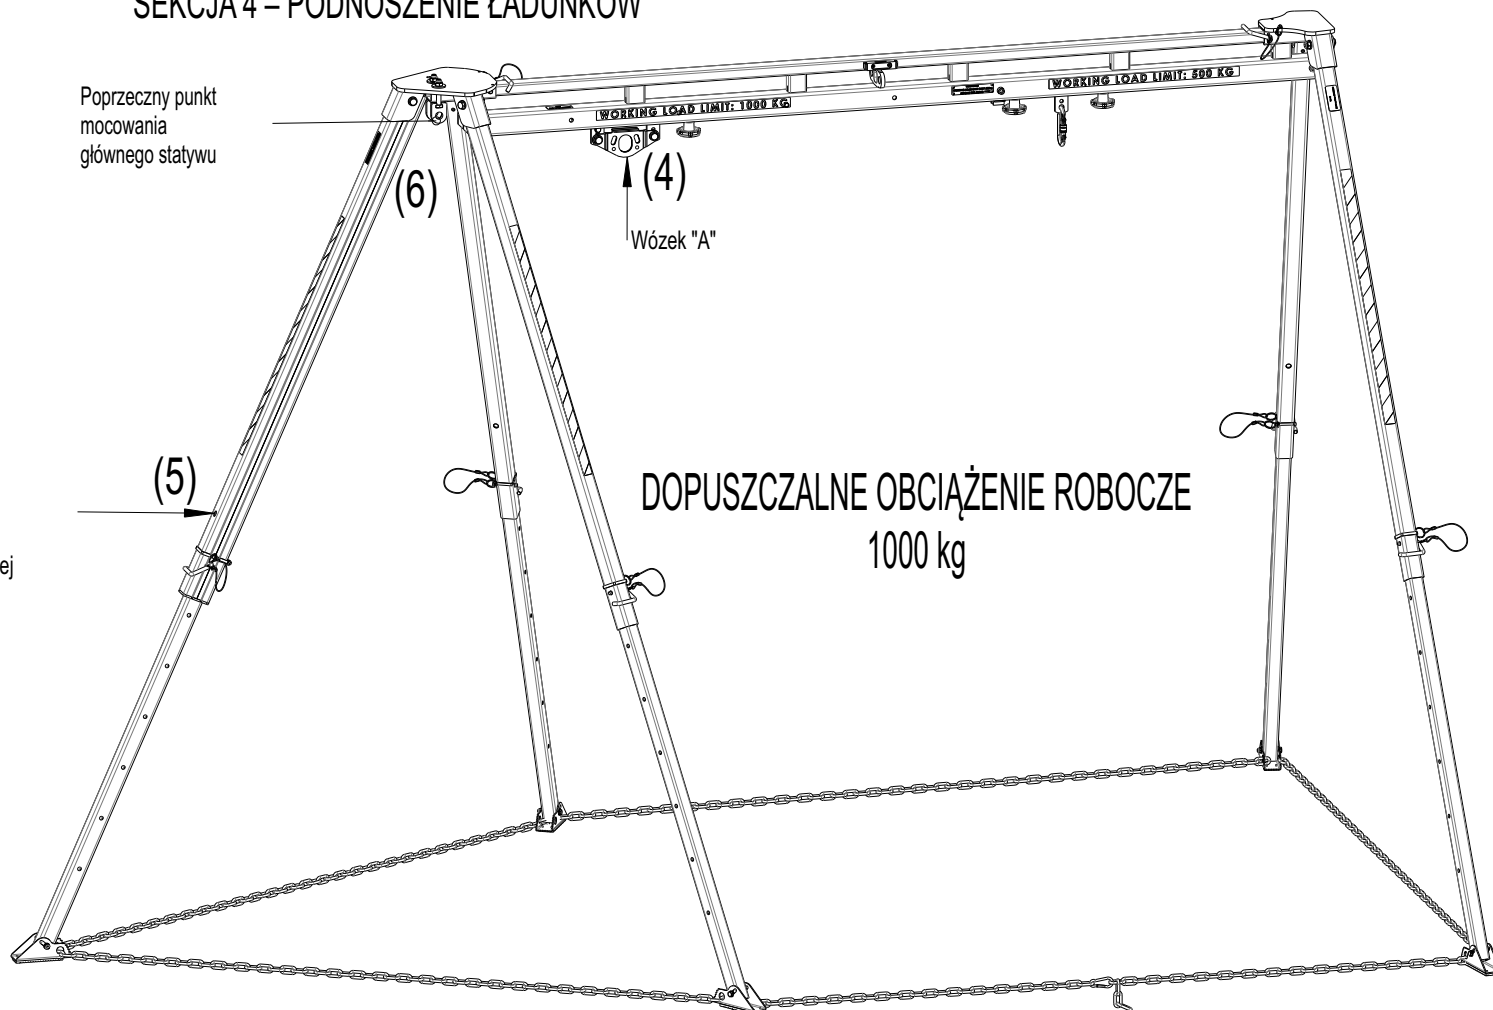 SEKCJA 4 – PODNOSZENIE ŁADUNKÓW
WORKING LOAD LIMIT: 500 KG
Poprzeczny punkt
mocowania
głównego statywu
WORKING LOAD LIMIT: 1000 KG
(4)
(6)
Wózek "A"
(5)
DOPUSZCZALNE OBCIĄŻENIE ROBOCZE
1000 kg
ej